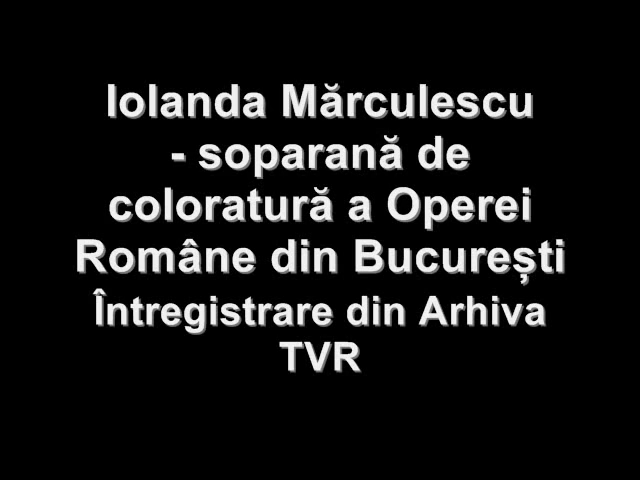 Iolanda Mărculescu
- soparană de
coloratură a Operei
Române din București
Întregistrare din Arhiva
TVR